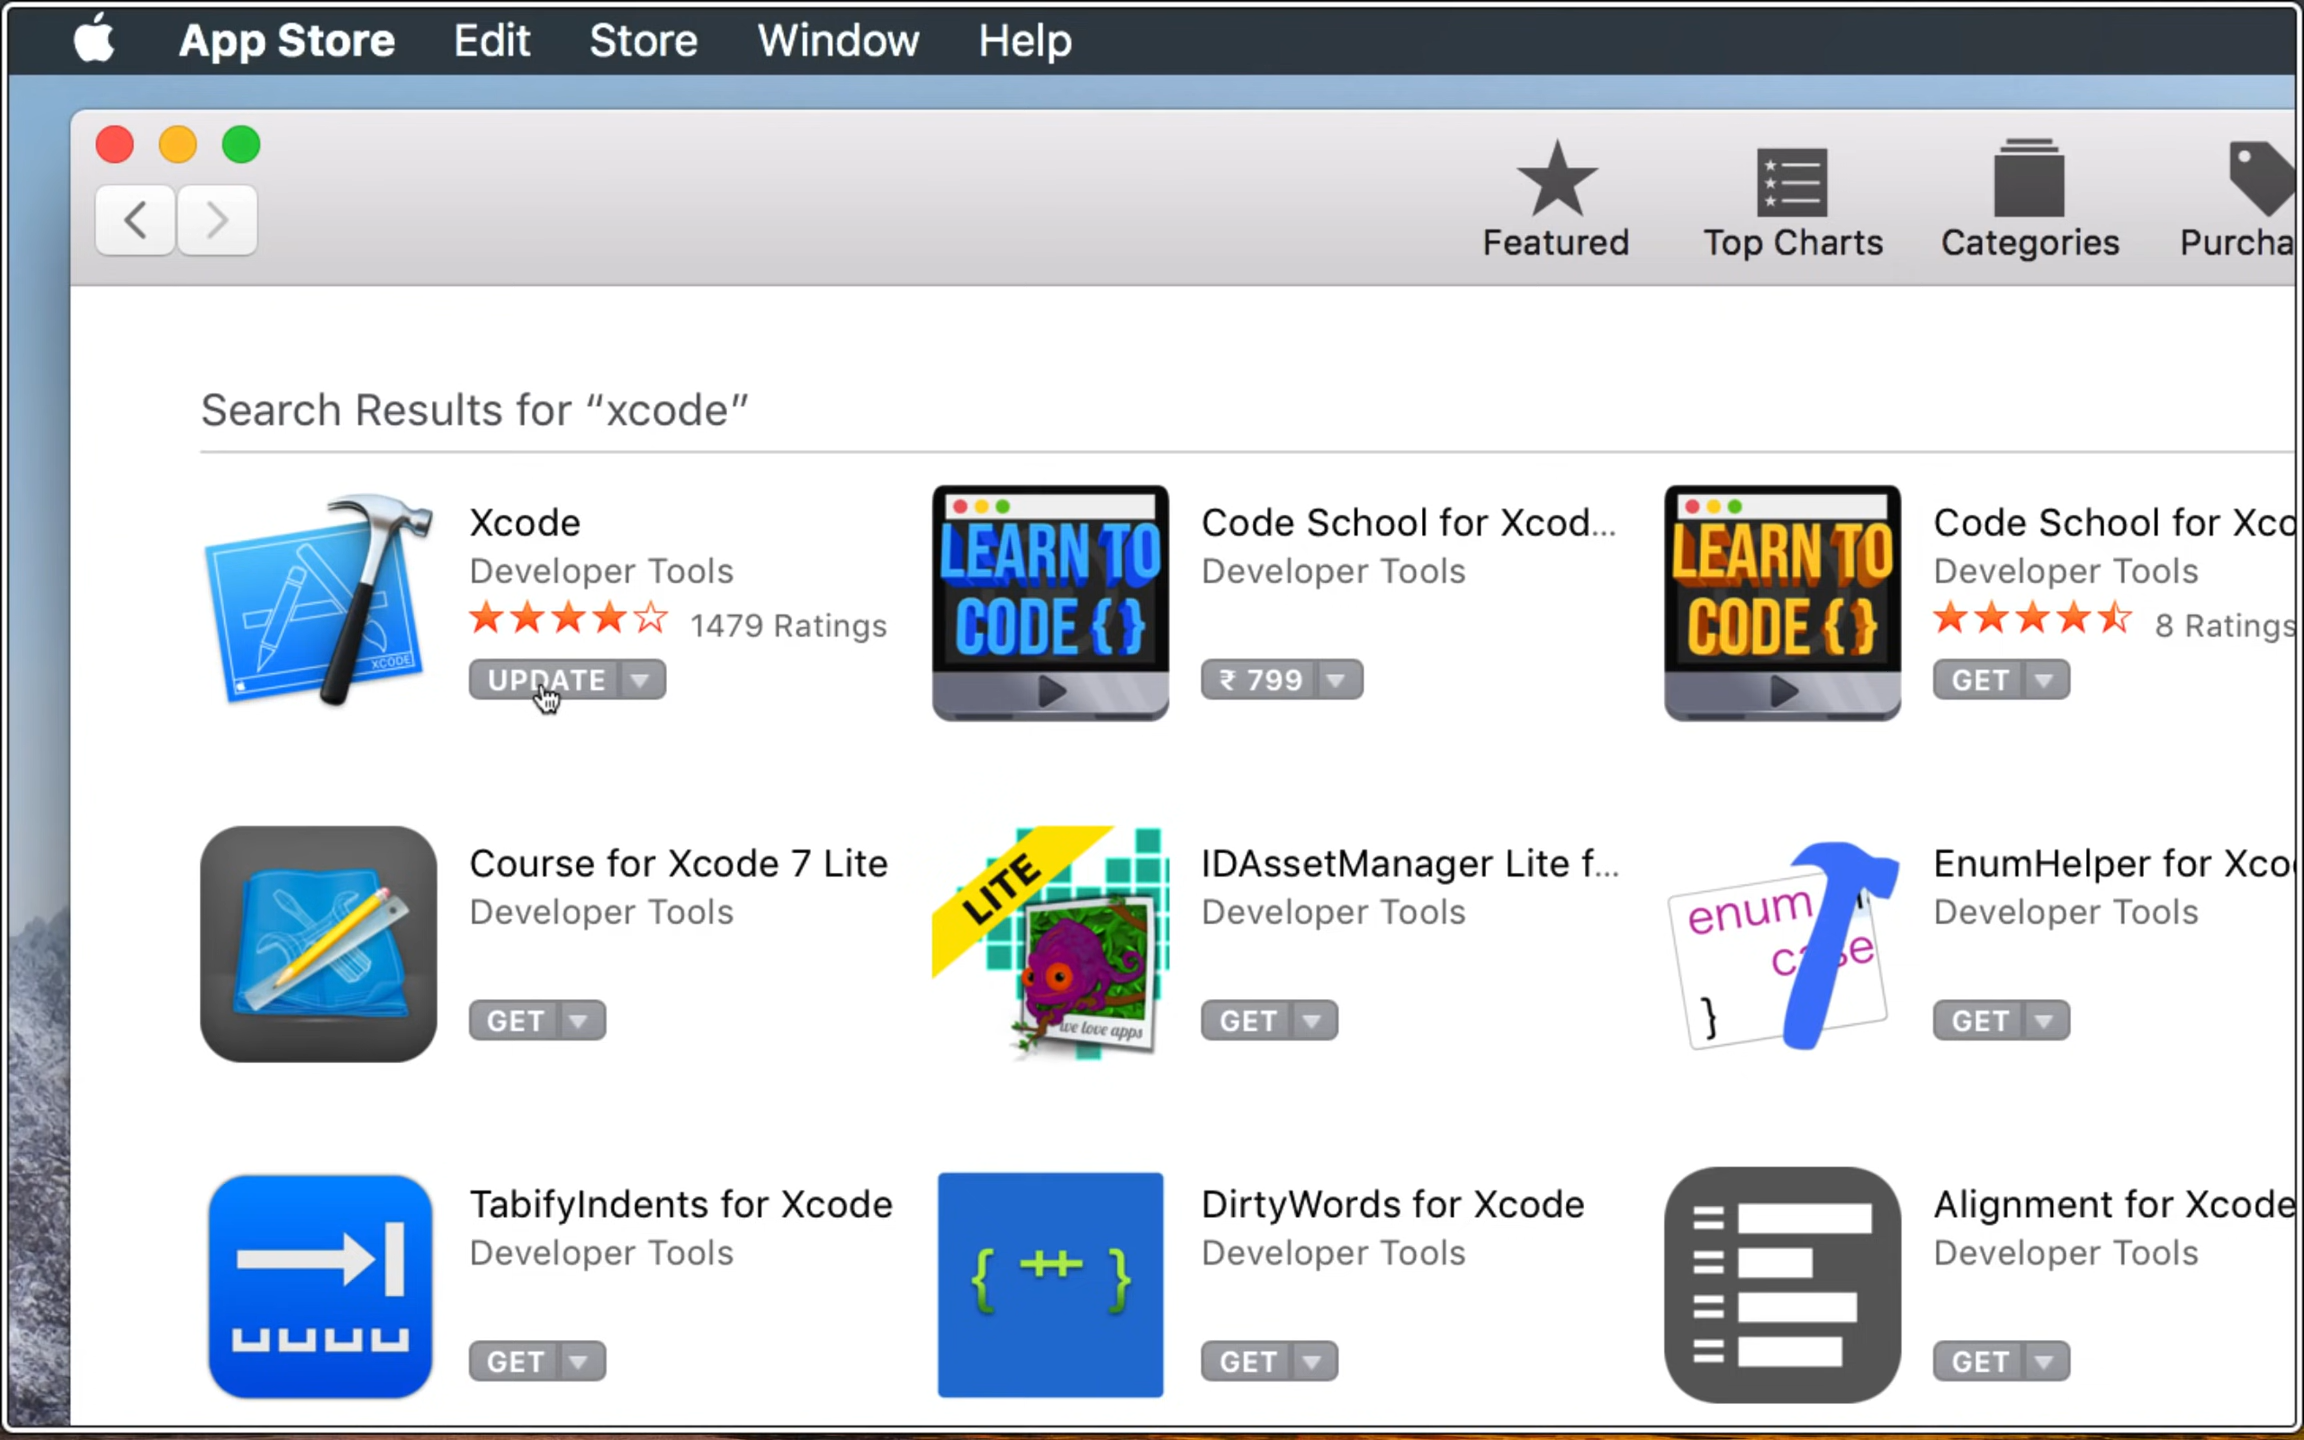 App Store Edit Store Window Help
Featured Top Charts Categories Purcha
Search Results for “xcode”
Xcode
Developer Tools
1479 Ratings
UPDATE
XCODE
LEARN TO
CODE { }
Code School for Xcod...
Developer Tools
₹ 799
LEARN TO
CODE { }
Code School for Xco
Developer Tools
8 Ratings
GET
Course for Xcode 7 Lite
Developer Tools
GET
LITE
we love apps
IDAssetManager Lite f...
Developer Tools
GET
enum
case
}
EnumHelper for Xco
Developer Tools
GET
TabifyIndents for Xcode
Developer Tools
GET
DirtyWords for Xcode
Developer Tools
GET
Alignment for Xcode
Developer Tools
GET